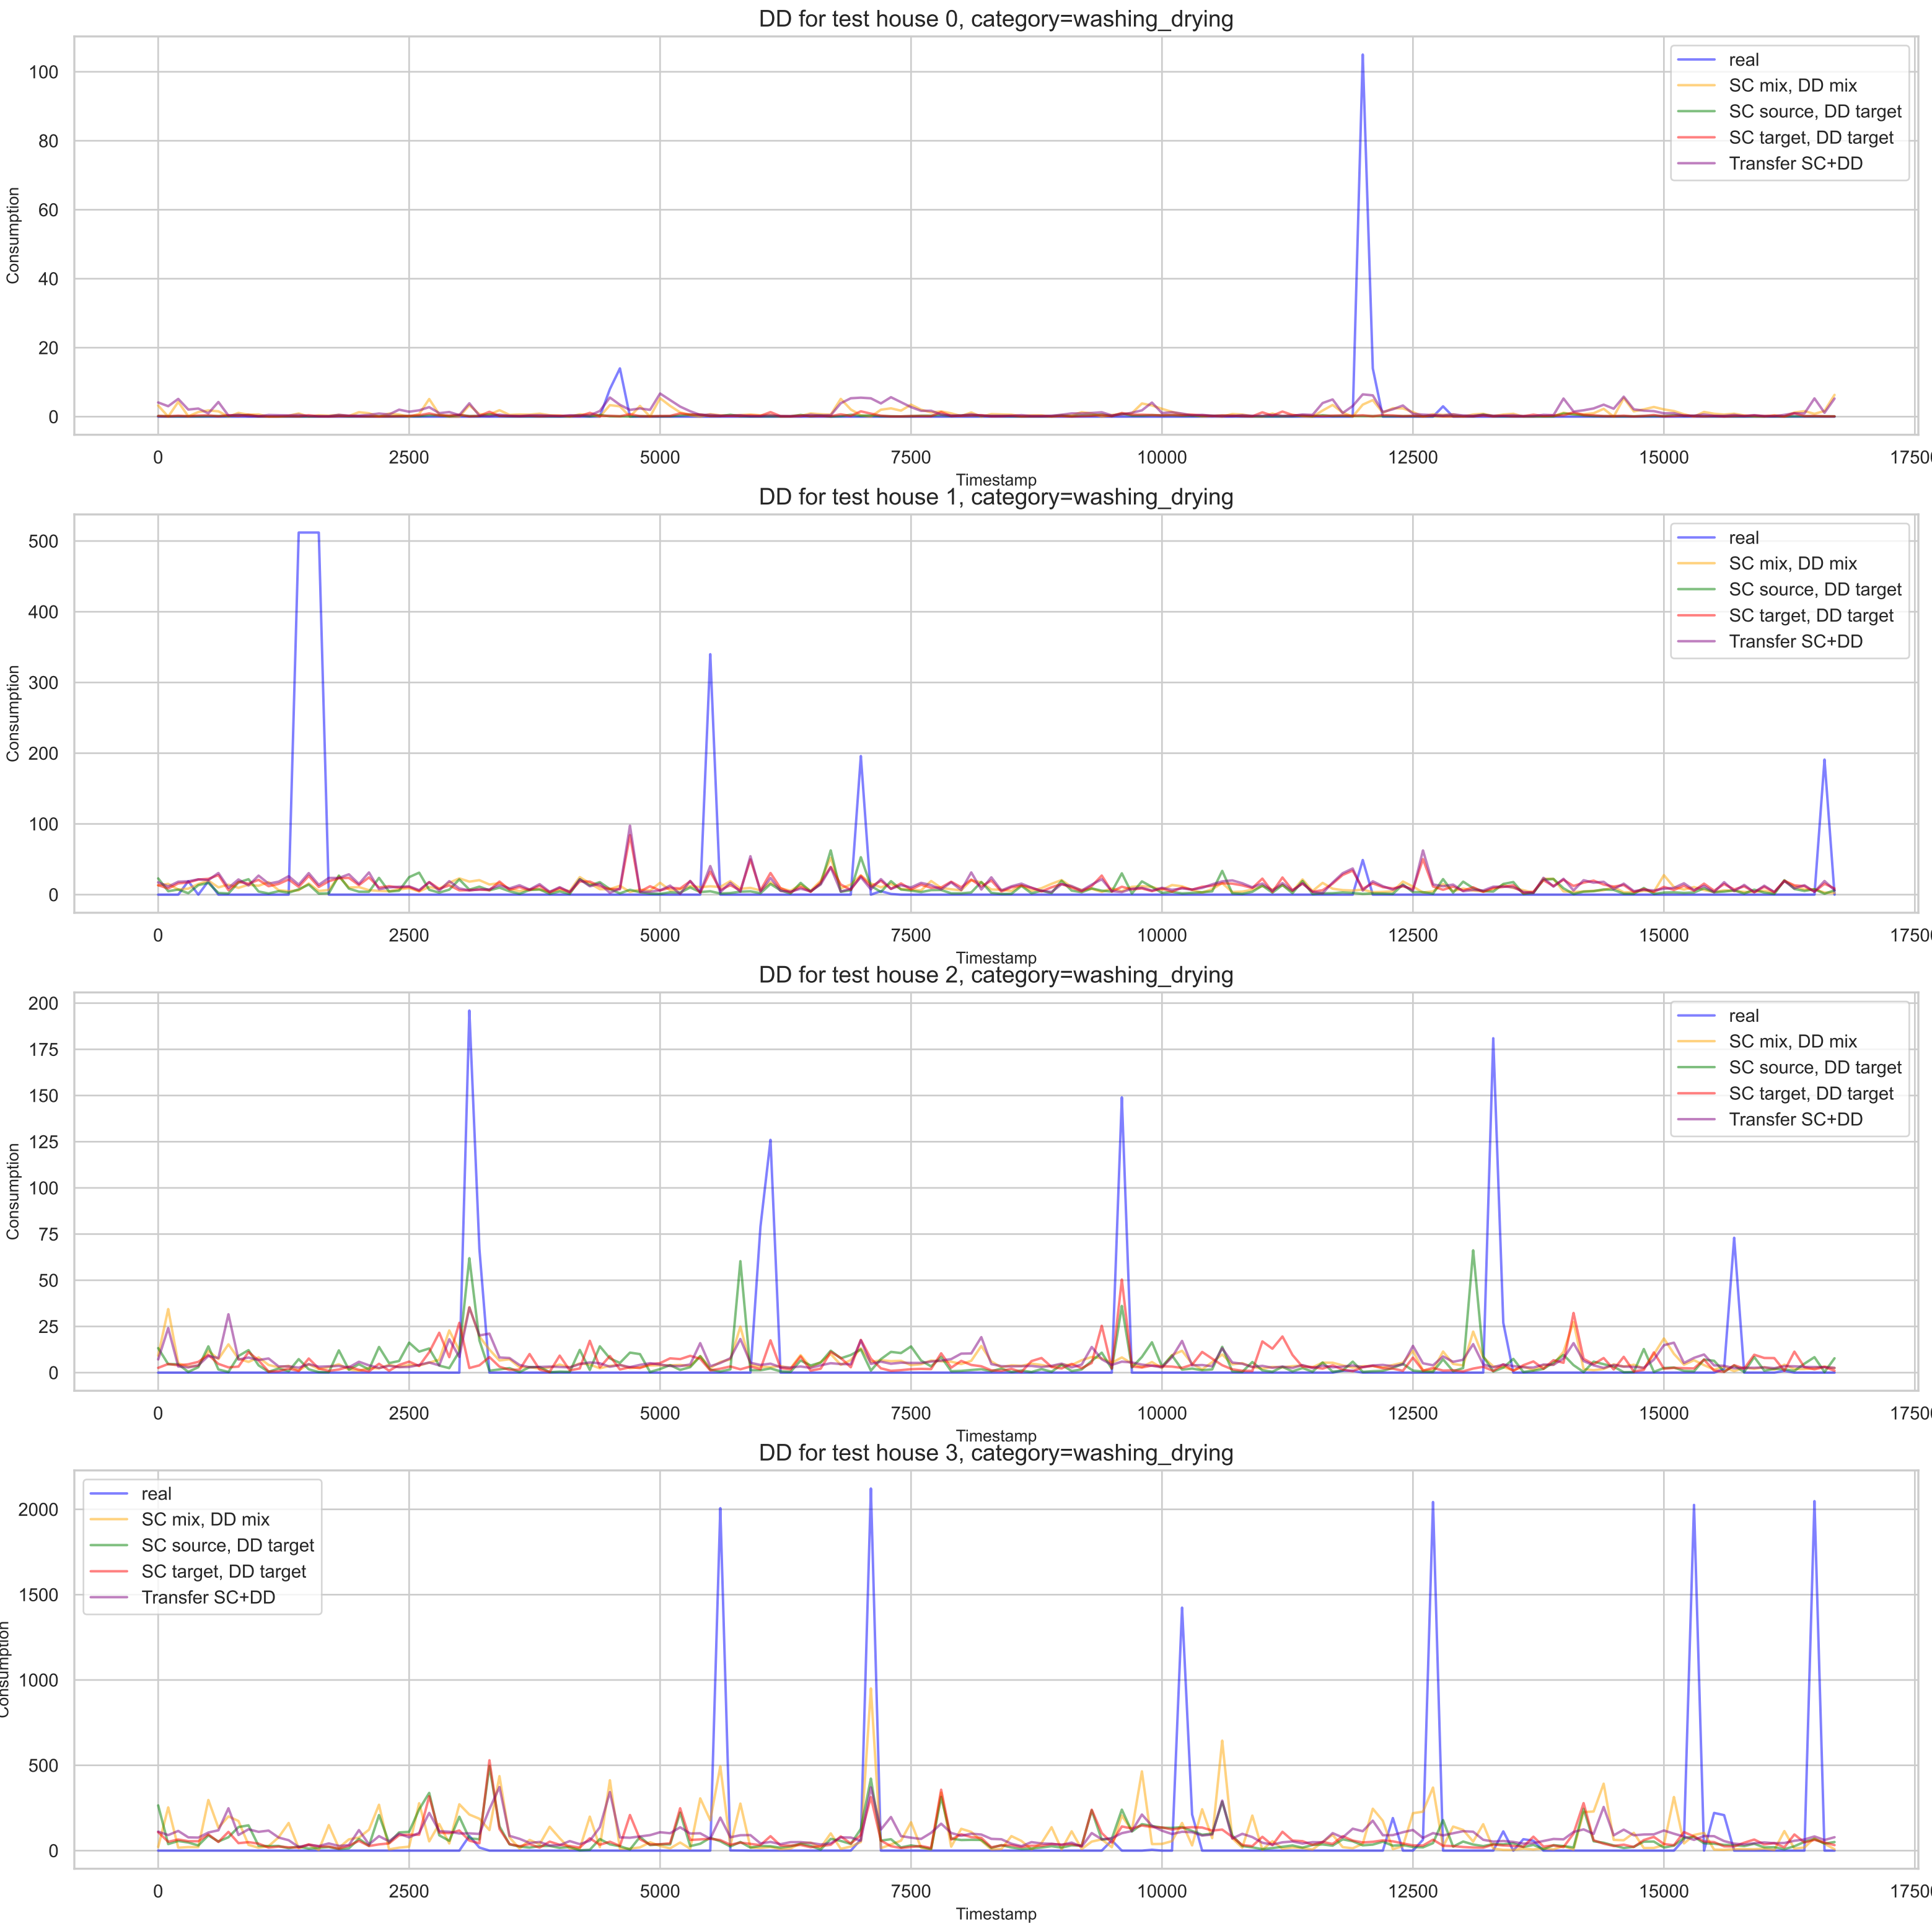 DD for test house 0, category=washing_drying
Consumption
100
80
60
40
20
0
real
SC mix, DD mix
SC source, DD target
SC target, DD target
Transfer SC+DD
0 2500 5000 7500 10000 12500 15000 1750
Timestamp
DD for test house 1, category=washing_drying
Consumption
500
400
300
200
100
0
real
SC mix, DD mix
SC source, DD target
SC target, DD target
Transfer SC+DD
0 2500 5000 7500 10000 12500 15000 1750
Timestamp
DD for test house 2, category=washing_drying
Consumption
200
175
150
125
100
75
50
25
0
real
SC mix, DD mix
SC source, DD target
SC target, DD target
Transfer SC+DD
0 2500 5000 7500 10000 12500 15000 1750
Timestamp
DD for test house 3, category=washing_drying
Consumption
2000
1500
1000
500
0
real
SC mix, DD mix
SC source, DD target
SC target, DD target
Transfer SC+DD
0 2500 5000 7500 10000 12500 15000 1750
Timestamp